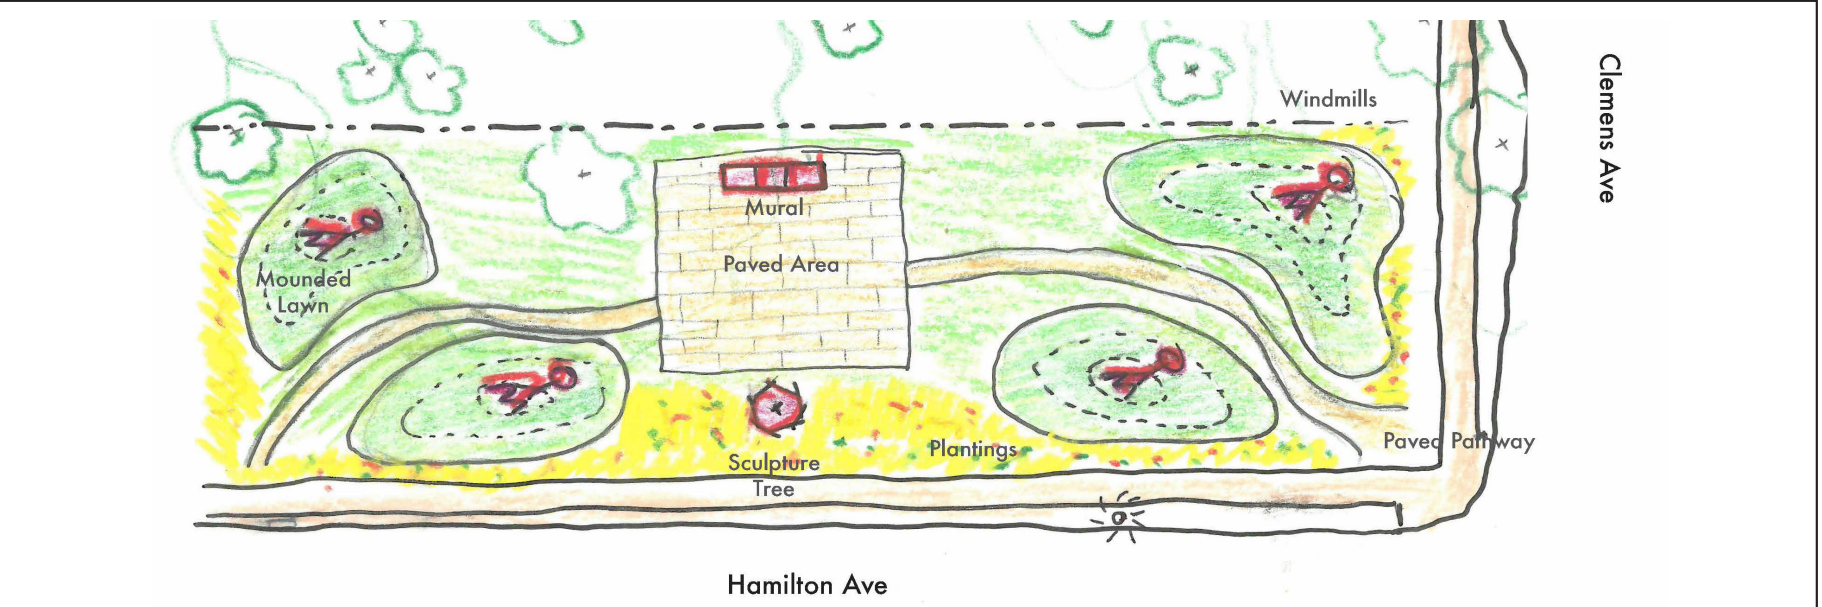 Windmills
Clemens Ave
Mural
Paved Area
Mounded
Lawn
Paved Pathway
Plantings
Sculpture
Tree
Hamilton Ave